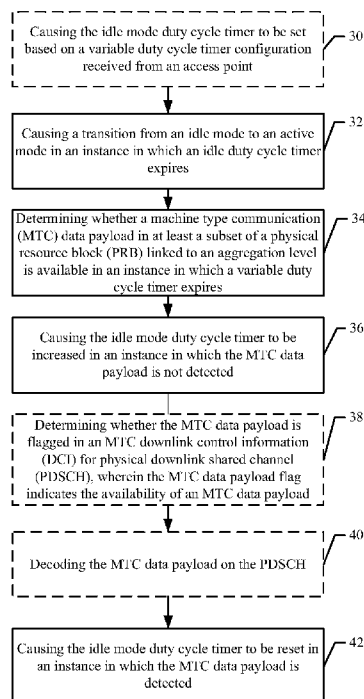 Causing the idle mode duty cycle timer to be set
based on a variable duty cycle timer configuration
received from an access point
30
Causing a transition from an idle mode to an active
mode in an instance in which an idle duty cycle timer
expires
32
Determining whether a machine type communication
(MTC) data payload in at least a subset of a physical
resource block (PRB) linked to an aggregation level
is available in an instance in which a variable duty
cycle timer expires
34
Causing the idle mode duty cycle timer to be
increased in an instance in which the MTC data
payload is not detected
36
Determining whether the MTC data payload is
flagged in an MTC downlink control information
(DCI) for physical downlink shared channel
(PDSCH), wherein the MTC data payload flag
indicates the availability of an MTC data payload
38
Decoding the MTC data payload on the PDSCH
40
Causing the idle mode duty cycle timer to be reset in
an instance in which the MTC data payload is
detected
42